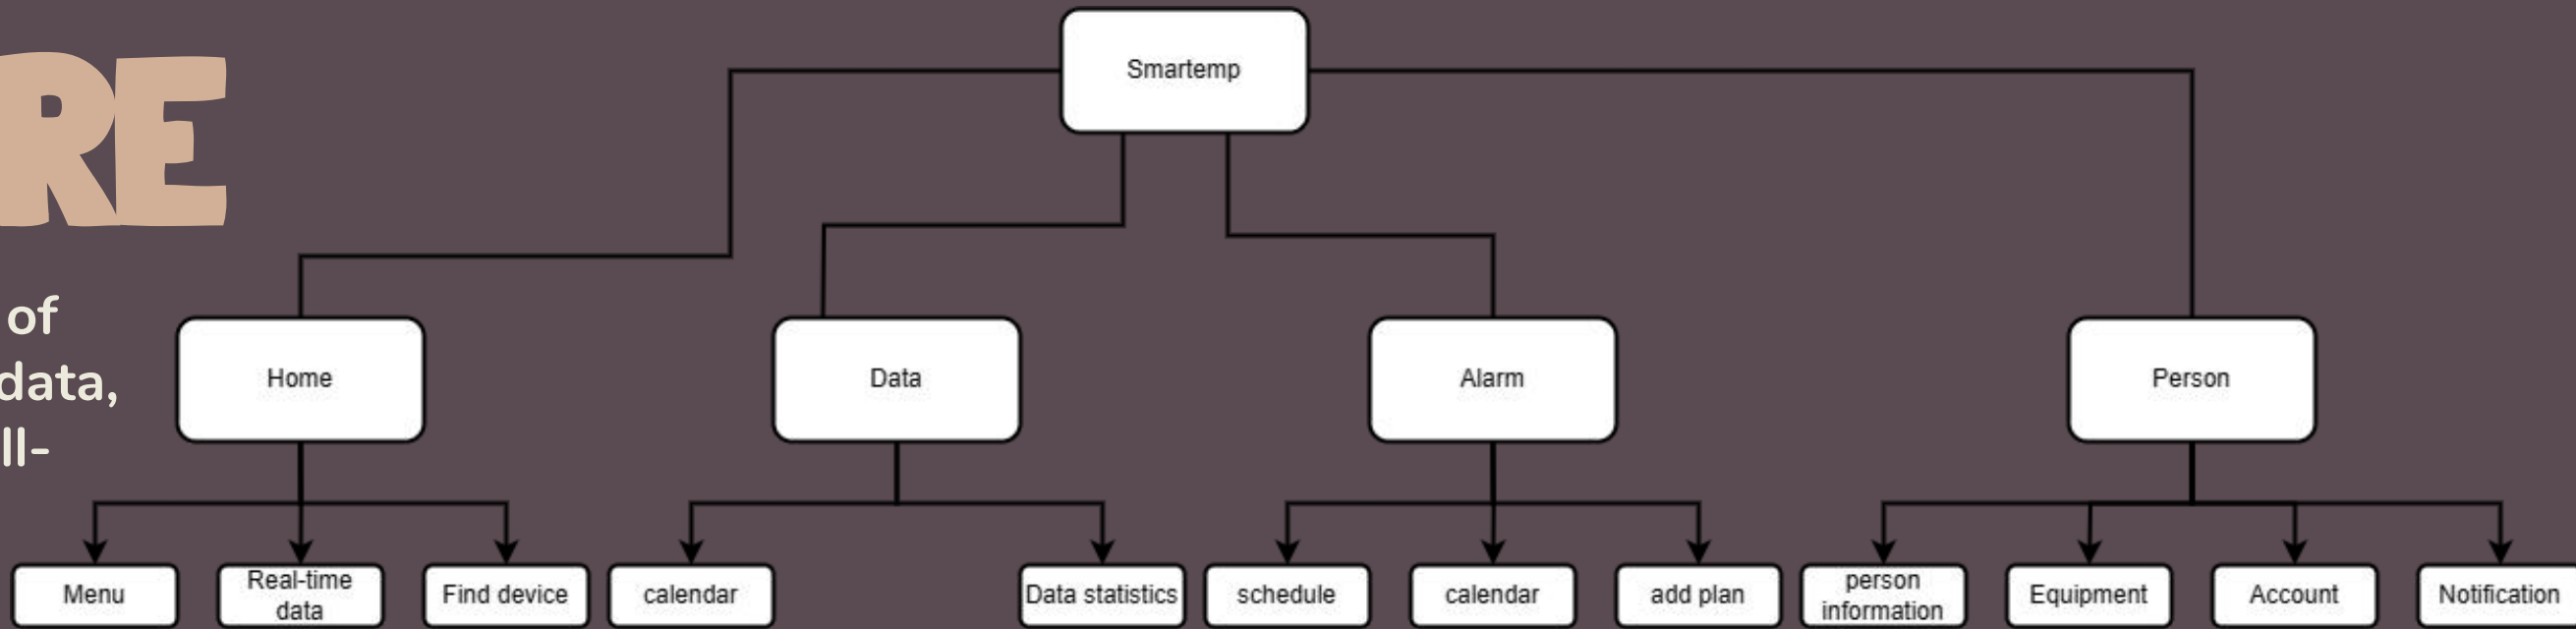 RE
of
data,
ll-
Smartemp
Home
Data
Alarm
Person
Menu
Real-time
data
Find device
calendar
Data statistics
schedule
calendar
add plan
person
information
Equipment
Account
Notification